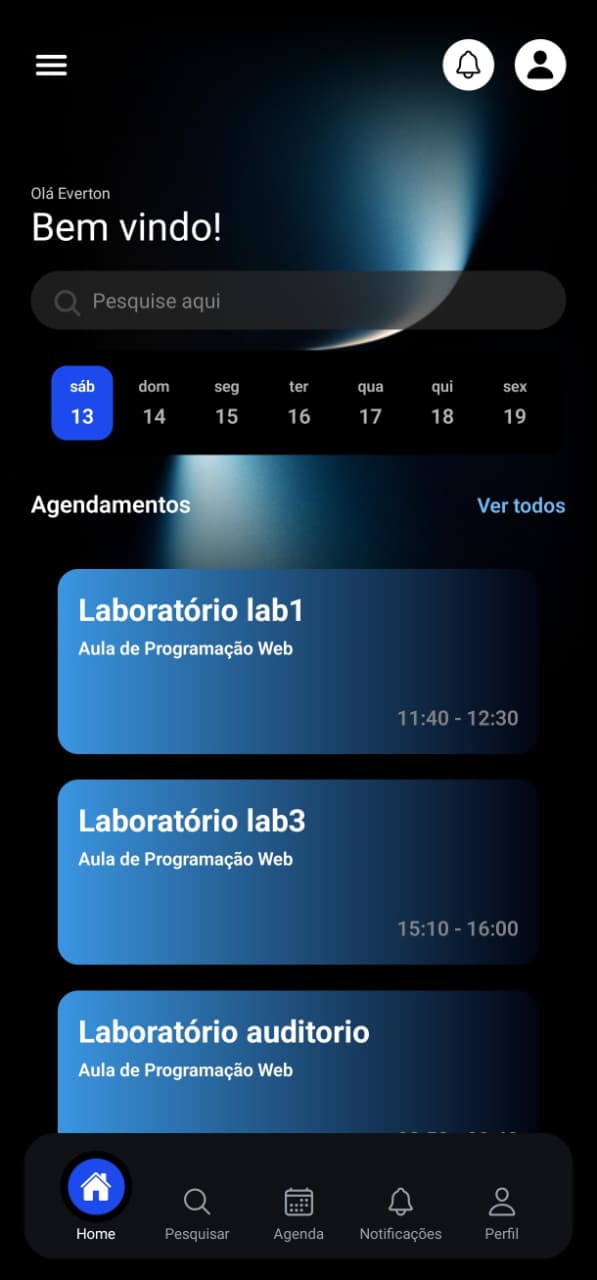 Olá Everton
Bem vindo!
Pesquise aqui
sáb dom seg ter qua qui sex
13 14 15 16 17 18 19
Agendamentos Ver todos
Laboratório lab1
Aula de Programação Web
11:40 - 12:30
Laboratório lab3
Aula de Programação Web
15:10 - 16:00
Laboratório auditorio
Aula de Programação Web
Home Pesquisar Agenda Notificações Perfil